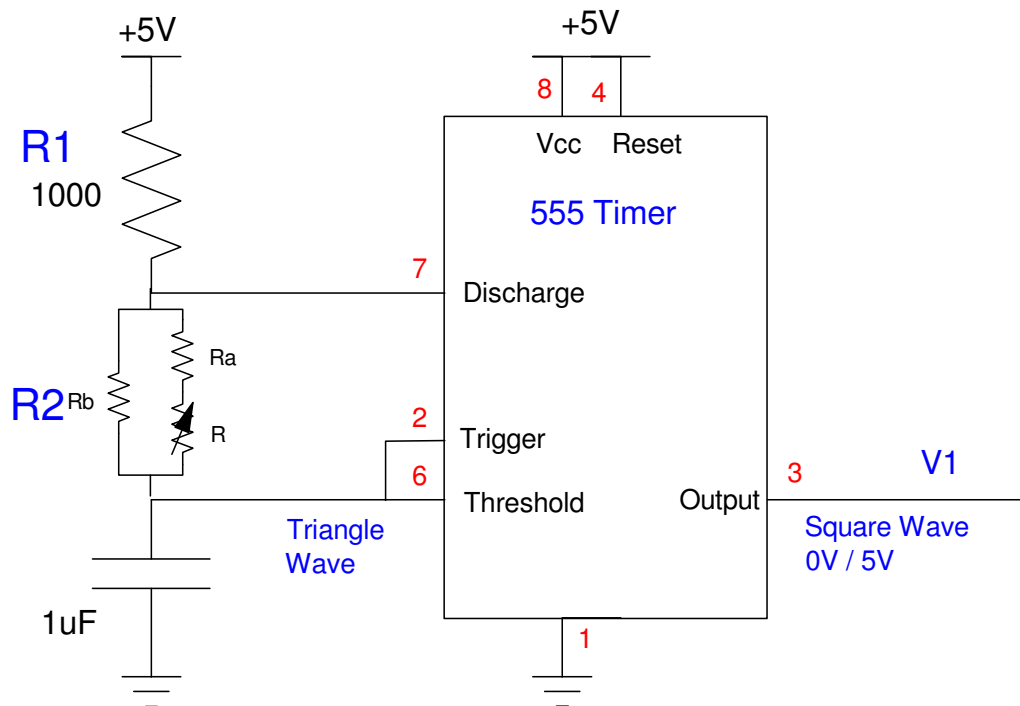 +5V
+5V
8
4
R1
1000
Vcc
Reset
555 Timer
7
Discharge
Ra
R2
Rb
R
2
Trigger
6
Threshold
Triangle
Wave
Output
3
V1
Square Wave
0V / 5V
1uF
1